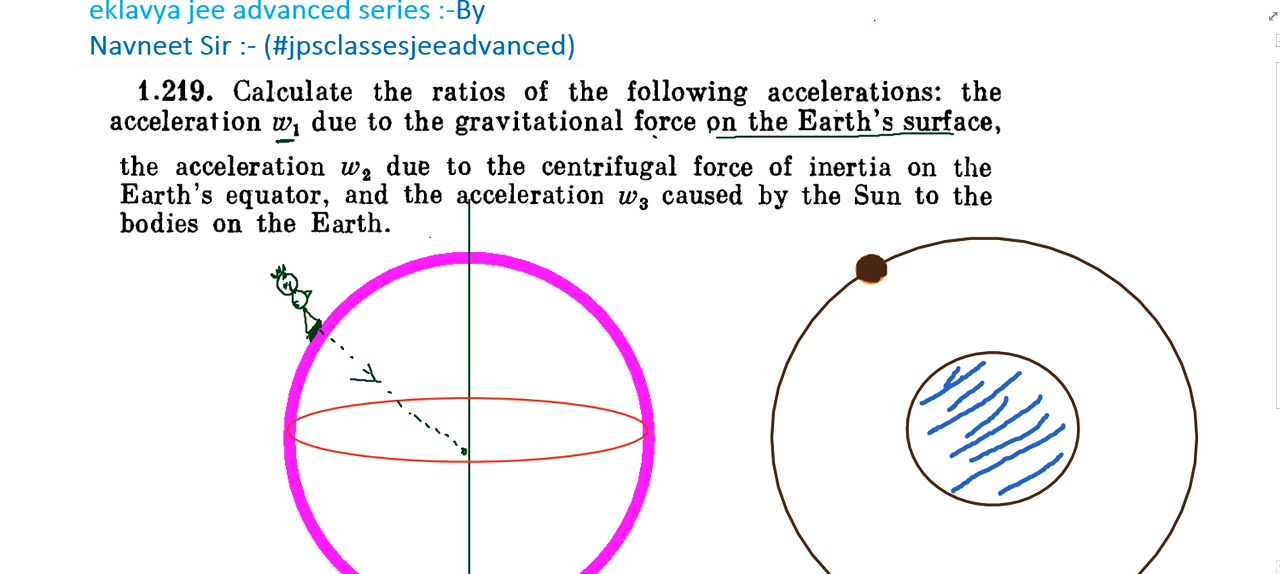 eklavya jee advanced series :-By
Navneet Sir :- (#jpsclassesjeeadvanced)
1.219. Calculate the ratios of the following accelerations: the
acceleration w₁ due to the gravitational force on the Earth's surface,
the acceleration w₂ due to the centrifugal force of inertia on the
Earth's equator, and the acceleration w₃ caused by the Sun to the
bodies on the Earth.